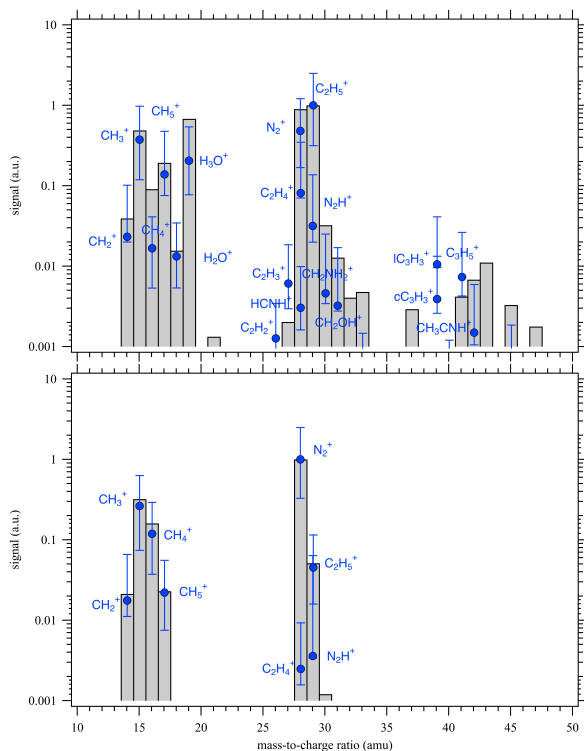 10
1
0.1
0.01
0.001
signal (a.u.)
CH₂⁺
CH₃⁺
CH₄⁺
CH₅⁺
H₃O⁺
H₂O⁺
N₂⁺
C₂H₅⁺
C₂H₄⁺
N₂H⁺
C₂H₃⁺
CH₂NH₂⁺
HCNH⁺
C₂H₂⁺
CH₂OH⁺
lC₃H₃⁺
C₃H₅⁺
cC₃H₃⁺
CH₃CNH⁺
10
1
0.1
0.01
0.001
signal (a.u.)
CH₃⁺
CH₄⁺
CH₂⁺
CH₅⁺
N₂⁺
C₂H₅⁺
C₂H₄⁺
N₂H⁺
10 15 20 25 30 35 40 45 50
mass-to-charge ratio (amu)